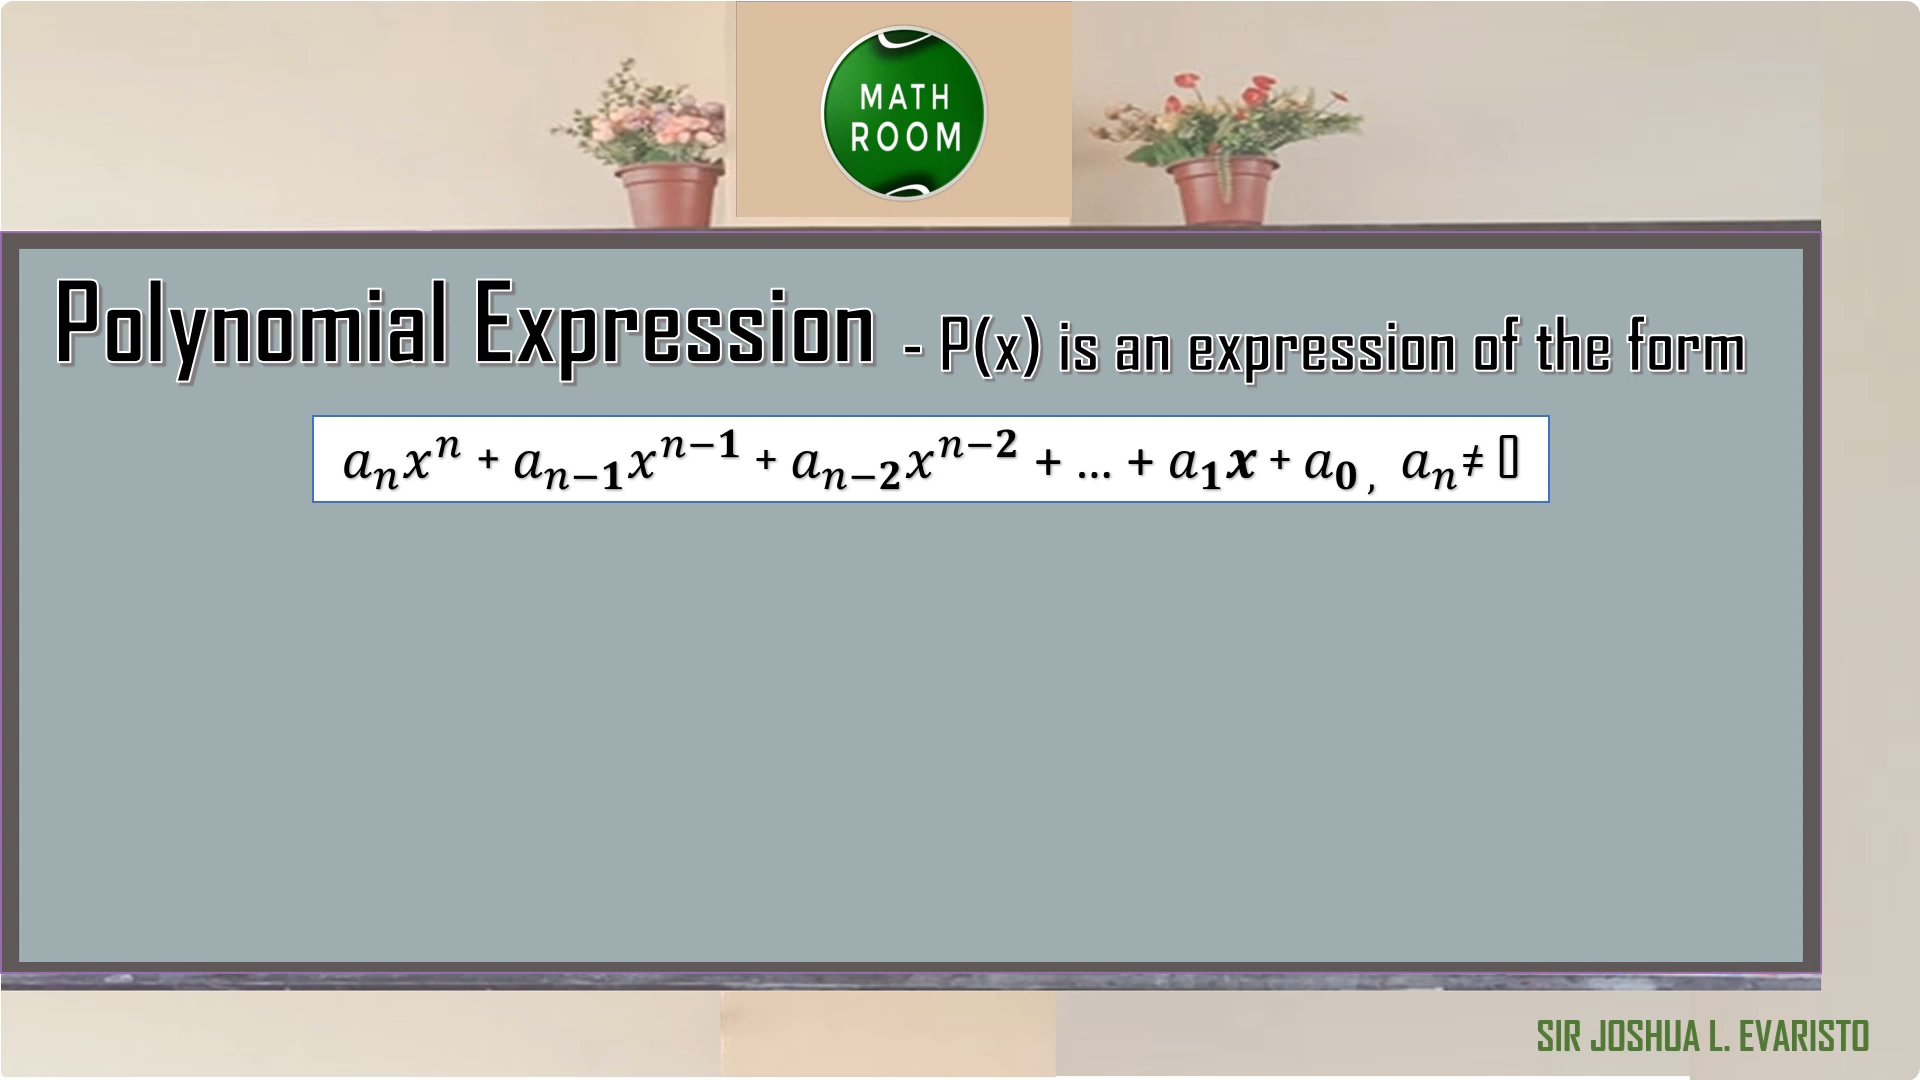 MATH
ROOM
Polynomial Expression - P(x) is an expression of the form
aₙxⁿ + aₙ₋₁xⁿ⁻¹ + aₙ₋₂xⁿ⁻² + ... + a₁x + a₀, aₙ≠ 
SIR JOSHUA L. EVARISTO